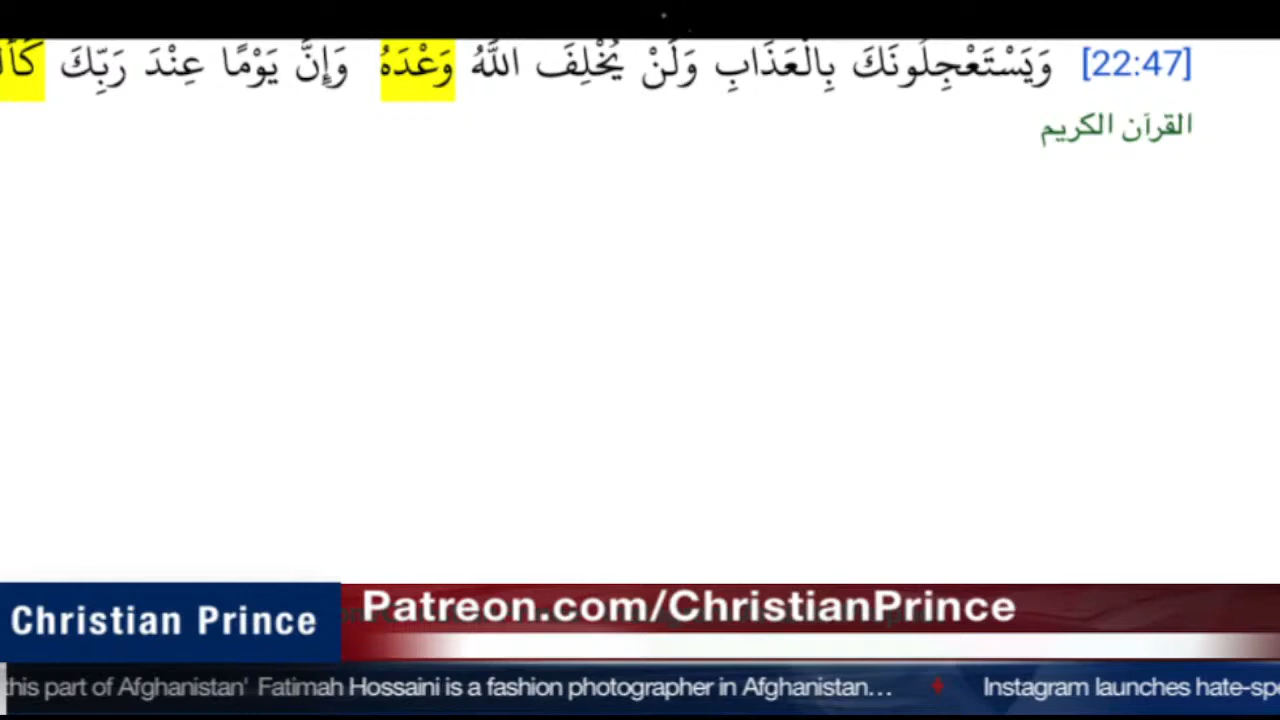 [22:47] وَيَسْتَعْجِلُونَكَ بِالْعَذَابِ وَلَنْ يُخْلِفَ اللَّهُ وَعْدَهُ وَإِنَّ يَوْمًا عِنْدَ رَبِّكَ
القرآن الكريم
Patreon.com/ChristianPrince
Christian Prince
this part of Afghanistan' Fatimah Hossaini is a fashion photographer in Afghanistan... Instagram launches hate-spe